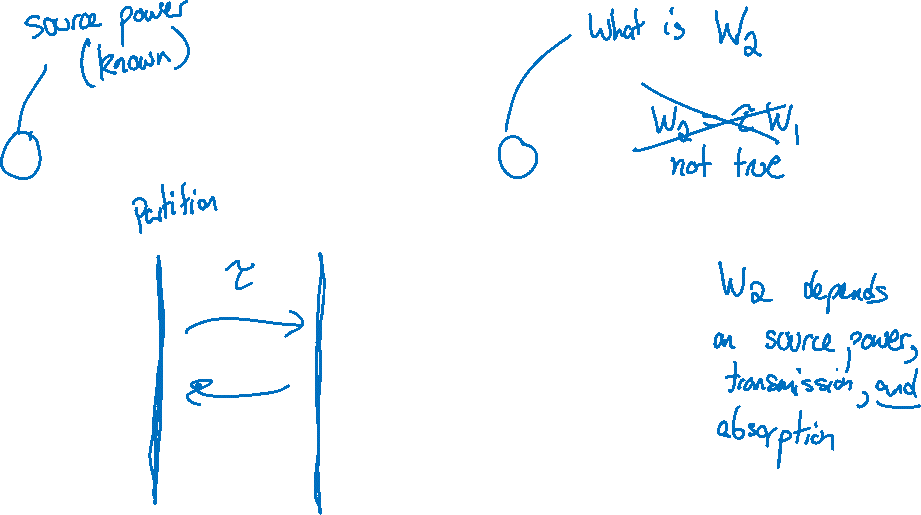 source power
(known)
What is W₂
W₂ = τ W₁
not true
Partition
τ
W₂ depends
on source power,
transmission, and
absorption